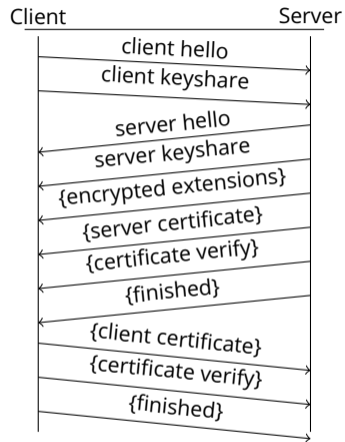 Client Server
client hello
client keyshare
server hello
server keyshare
{encrypted extensions}
{server certificate}
{certificate verify}
{finished}
{client certificate}
{certificate verify}
{finished}